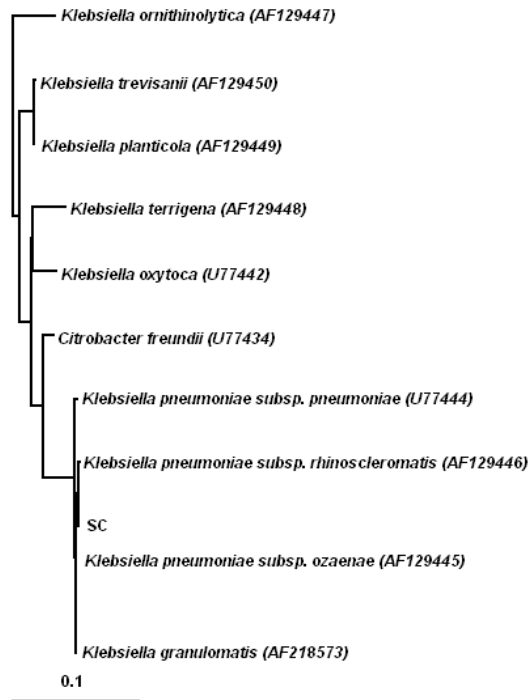 Klebsiella ornithinolytica (AF129447)
Klebsiella trevisanii (AF129450)
Klebsiella planticola (AF129449)
Klebsiella terrigena (AF129448)
Klebsiella oxytoca (U77442)
Citrobacter freundii (U77434)
Klebsiella pneumoniae subsp. pneumoniae (U77444)
Klebsiella pneumoniae subsp. rhinoscleromatis (AF129446)
SC
Klebsiella pneumoniae subsp. ozaenae (AF129445)
Klebsiella granulomatis (AF218573)
0.1